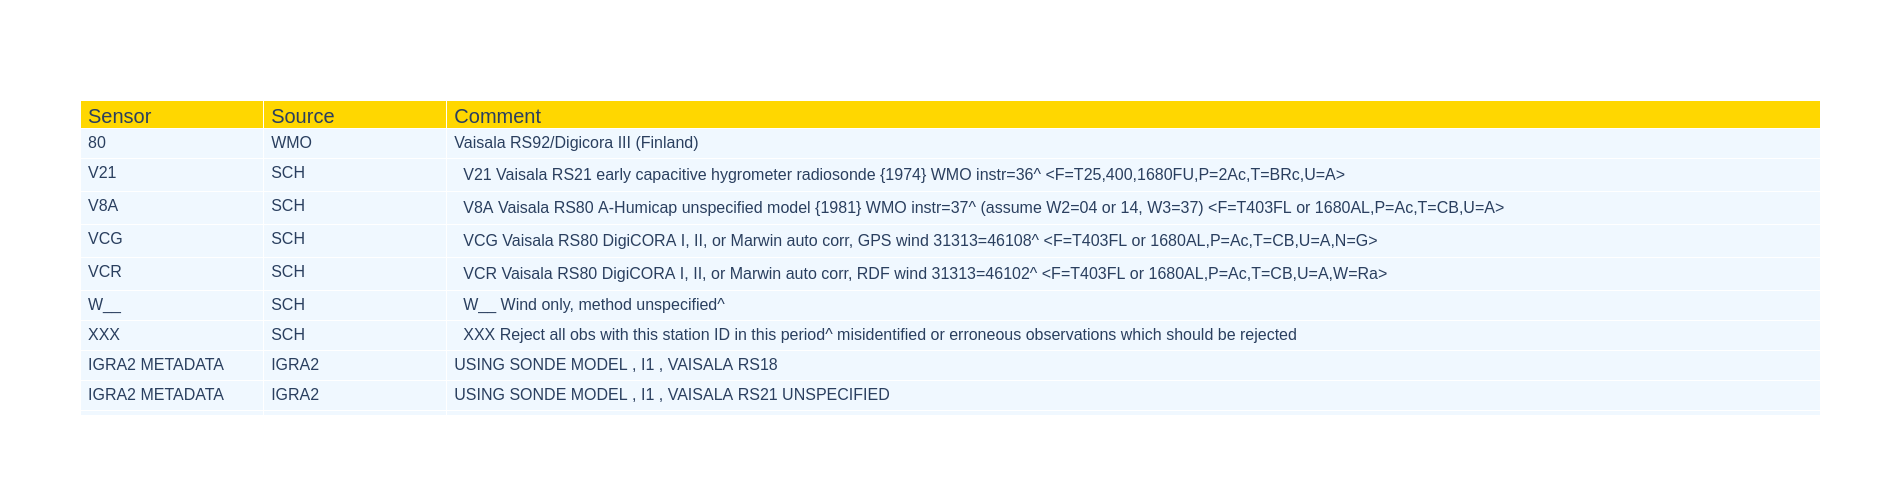 Sensor Source Comment
80 WMO Vaisala RS92/Digicora III (Finland)
V21 SCH V21 Vaisala RS21 early capacitive hygrometer radiosonde {1974} WMO instr=36^ <F=T25,400,1680FU,P=2Ac,T=BRc,U=A>
V8A SCH V8A Vaisala RS80 A-Humicap unspecified model {1981} WMO instr=37^ (assume W2=04 or 14, W3=37) <F=T403FL or 1680AL,P=Ac,T=CB,U=A>
VCG SCH VCG Vaisala RS80 DigiCORA I, II, or Marwin auto corr, GPS wind 31313=46108^ <F=T403FL or 1680AL,P=Ac,T=CB,U=A,N=G>
VCR SCH VCR Vaisala RS80 DigiCORA I, II, or Marwin auto corr, RDF wind 31313=46102^ <F=T403FL or 1680AL,P=Ac,T=CB,U=A,W=Ra>
W__ SCH W__ Wind only, method unspecified^
XXX SCH XXX Reject all obs with this station ID in this period^ misidentified or erroneous observations which should be rejected
IGRA2 METADATA IGRA2 USING SONDE MODEL , I1 , VAISALA RS18
IGRA2 METADATA IGRA2 USING SONDE MODEL , I1 , VAISALA RS21 UNSPECIFIED